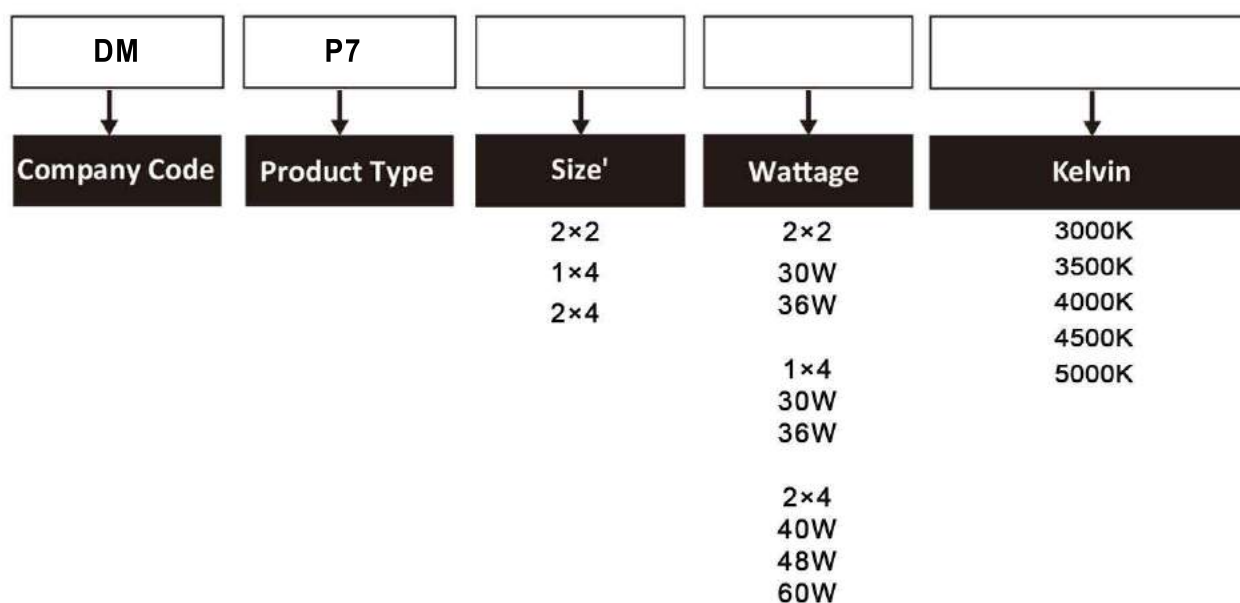 DM
P7
Company Code
Product Type
Size'
Wattage
Kelvin
2×2
1×4
2×4
2×2
30W
36W
1×4
30W
36W
2×4
40W
48W
60W
3000K
3500K
4000K
4500K
5000K